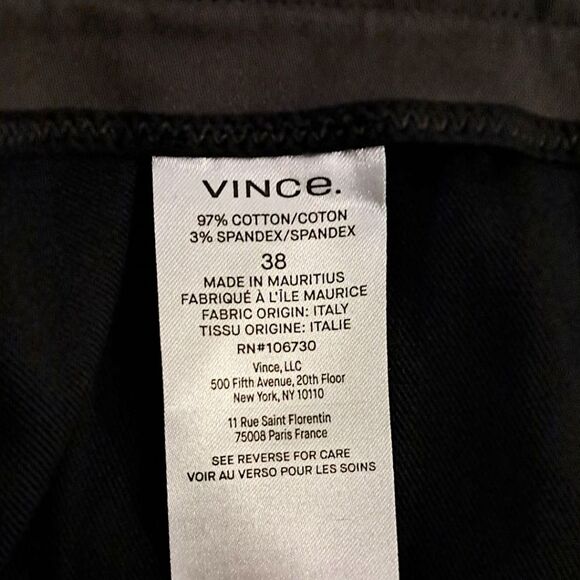 VINCe.
97% COTTON/COTON
3% SPANDEX/SPANDEX
38
MADE IN MAURITIUS
FABRIQUÉ À L'ÎLE MAURICE
FABRIC ORIGIN: ITALY
TISSU ORIGINE: ITALIE
RN#106730
Vince, LLC
500 Fifth Avenue, 20th Floor
New York, NY 10110
11 Rue Saint Florentin
75008 Paris France
SEE REVERSE FOR CARE
VOIR AU VERSO POUR LES SOINS